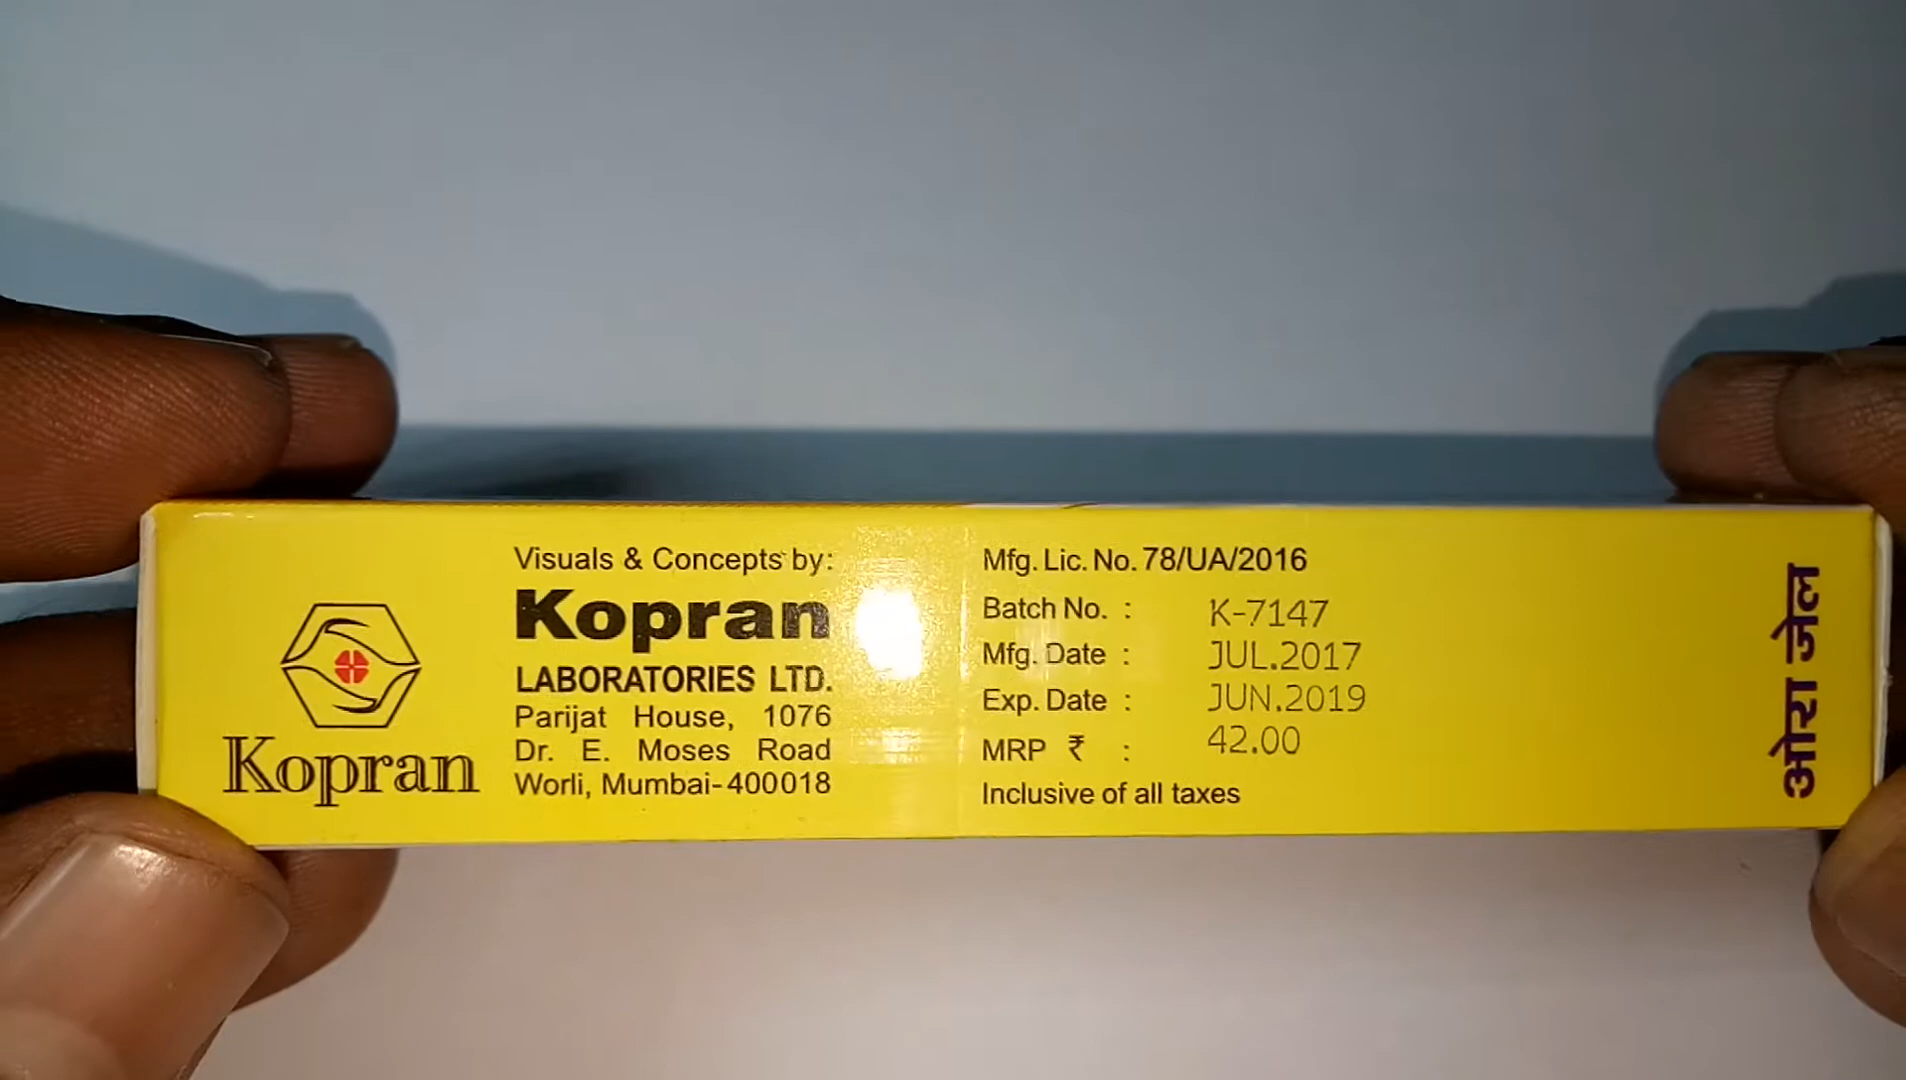 Kopran
Visuals & Concepts by:
Kopran
LABORATORIES LTD.
Parijat House, 1076
Dr. E. Moses Road
Worli, Mumbai-400018
Mfg. Lic. No. 78/UA/2016
Batch No. : K-7147
Mfg. Date : JUL.2017
Exp. Date : JUN.2019
MRP ₹ : 42.00
Inclusive of all taxes
ओरा जेल